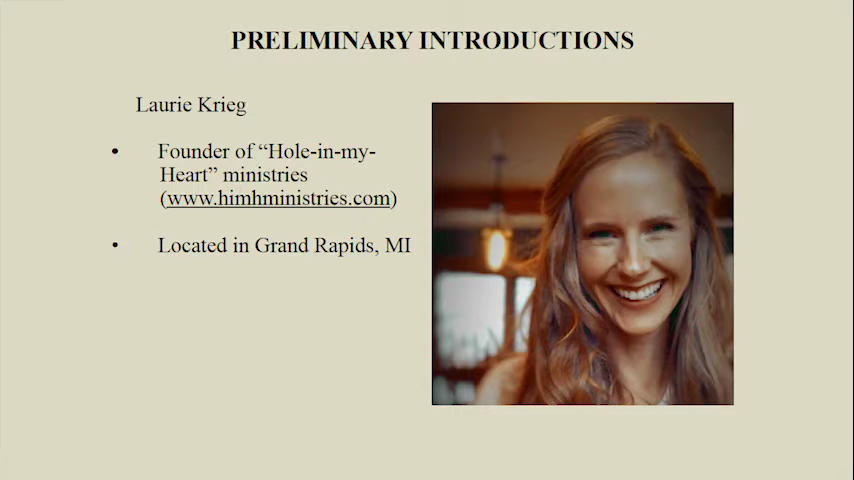 PRELIMINARY INTRODUCTIONS
Laurie Krieg
• Founder of “Hole-in-my-
Heart” ministries
(www.himhministries.com)
• Located in Grand Rapids, MI